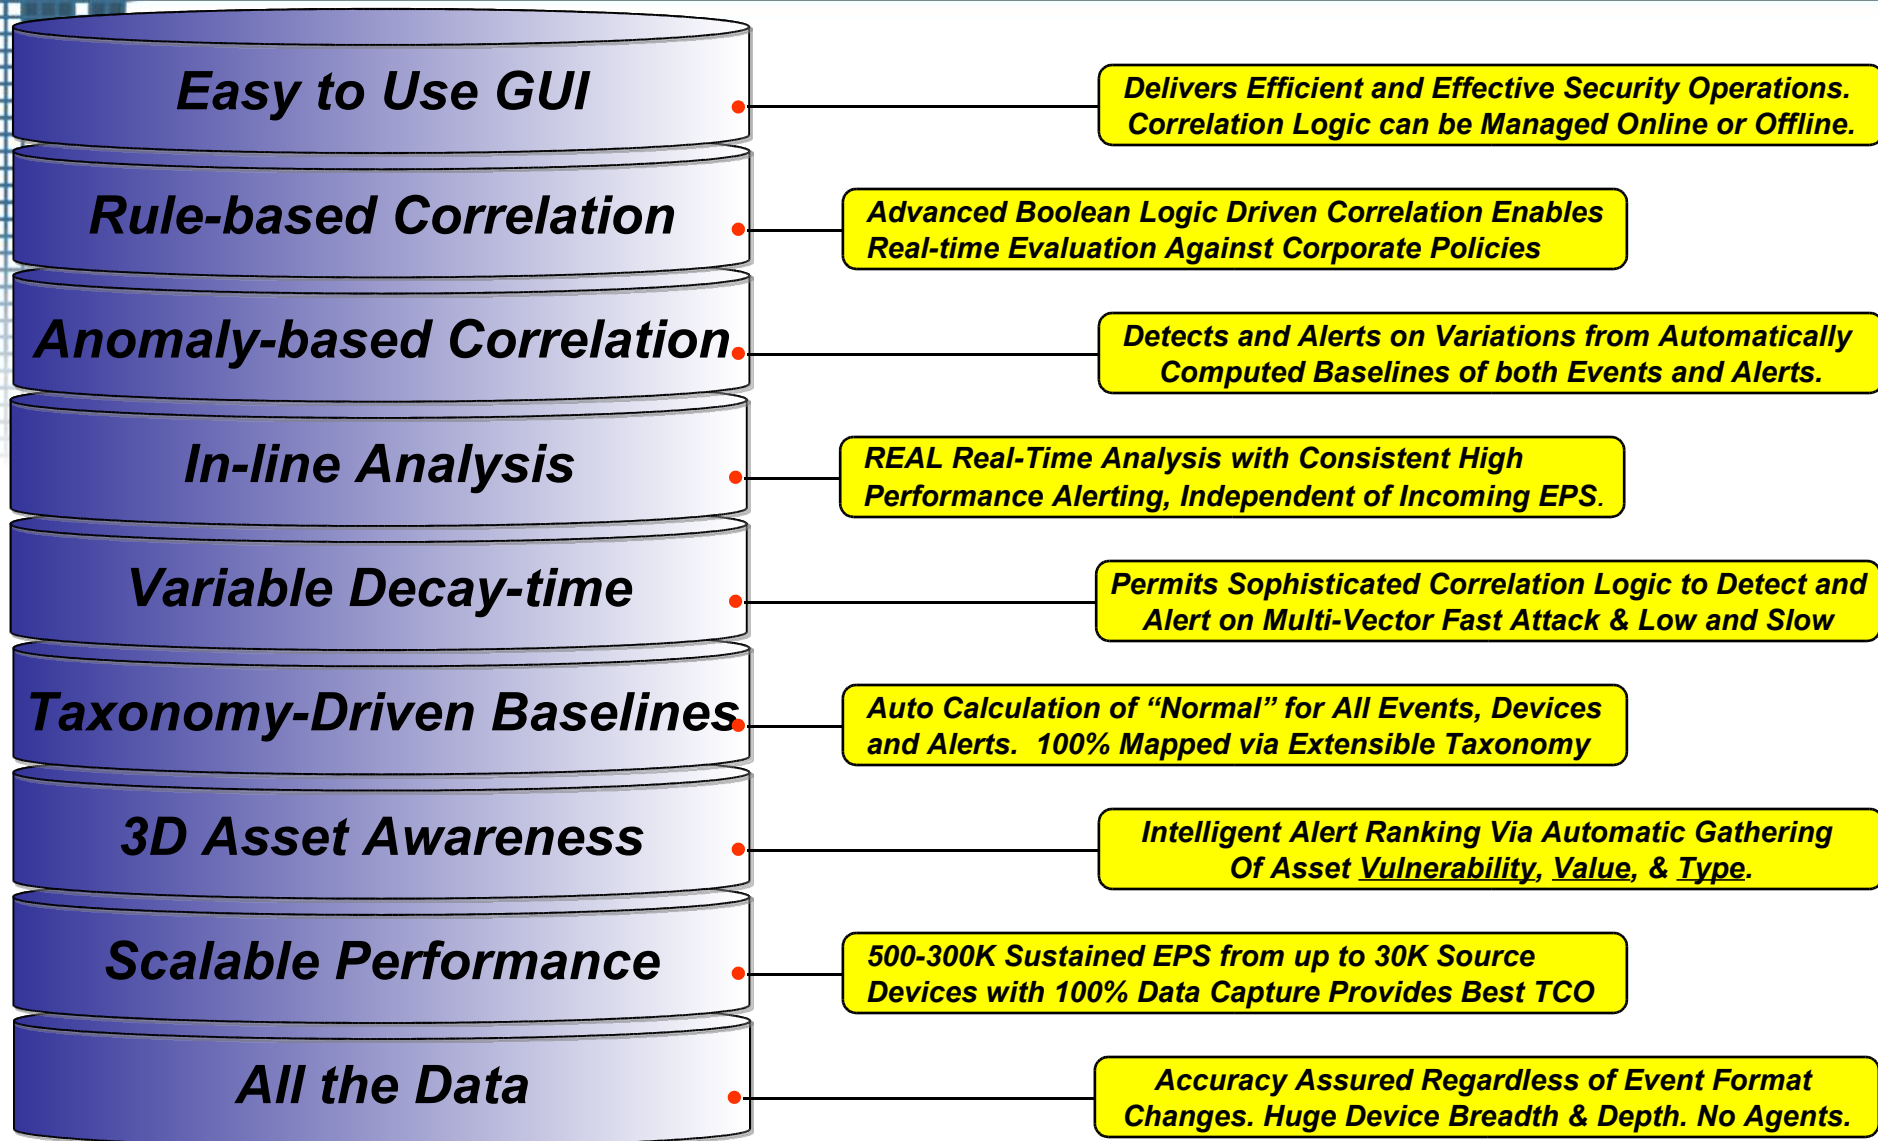 Easy to Use GUI
Delivers Efficient and Effective Security Operations.
Correlation Logic can be Managed Online or Offline.
Rule-based Correlation
Advanced Boolean Logic Driven Correlation Enables
Real-time Evaluation Against Corporate Policies
Anomaly-based Correlation
Detects and Alerts on Variations from Automatically
Computed Baselines of both Events and Alerts.
In-line Analysis
REAL Real-Time Analysis with Consistent High
Performance Alerting, Independent of Incoming EPS.
Variable Decay-time
Permits Sophisticated Correlation Logic to Detect and
Alert on Multi-Vector Fast Attack & Low and Slow
Taxonomy-Driven Baselines
Auto Calculation of “Normal” for All Events, Devices
and Alerts.  100% Mapped via Extensible Taxonomy
3D Asset Awareness
Intelligent Alert Ranking Via Automatic Gathering
Of Asset Vulnerability, Value, & Type.
Scalable Performance
500-300K Sustained EPS from up to 30K Source
Devices with 100% Data Capture Provides Best TCO
All the Data
Accuracy Assured Regardless of Event Format
Changes. Huge Device Breadth & Depth. No Agents.